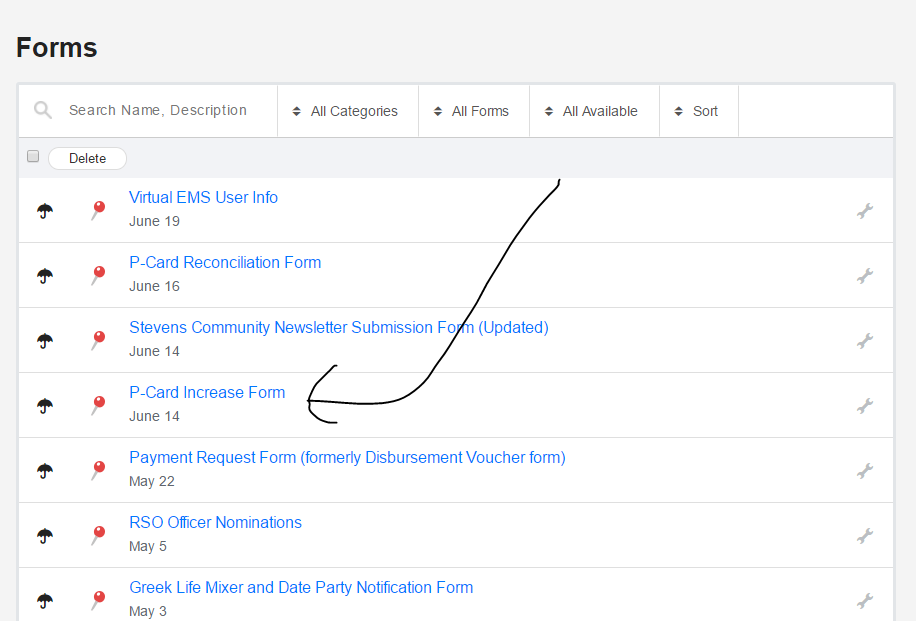 Forms
Search Name, Description All Categories All Forms All Available Sort
Delete
Virtual EMS User Info
June 19
P-Card Reconciliation Form
June 16
Stevens Community Newsletter Submission Form (Updated)
June 14
P-Card Increase Form
June 14
Payment Request Form (formerly Disbursement Voucher form)
May 22
RSO Officer Nominations
May 5
Greek Life Mixer and Date Party Notification Form
May 3